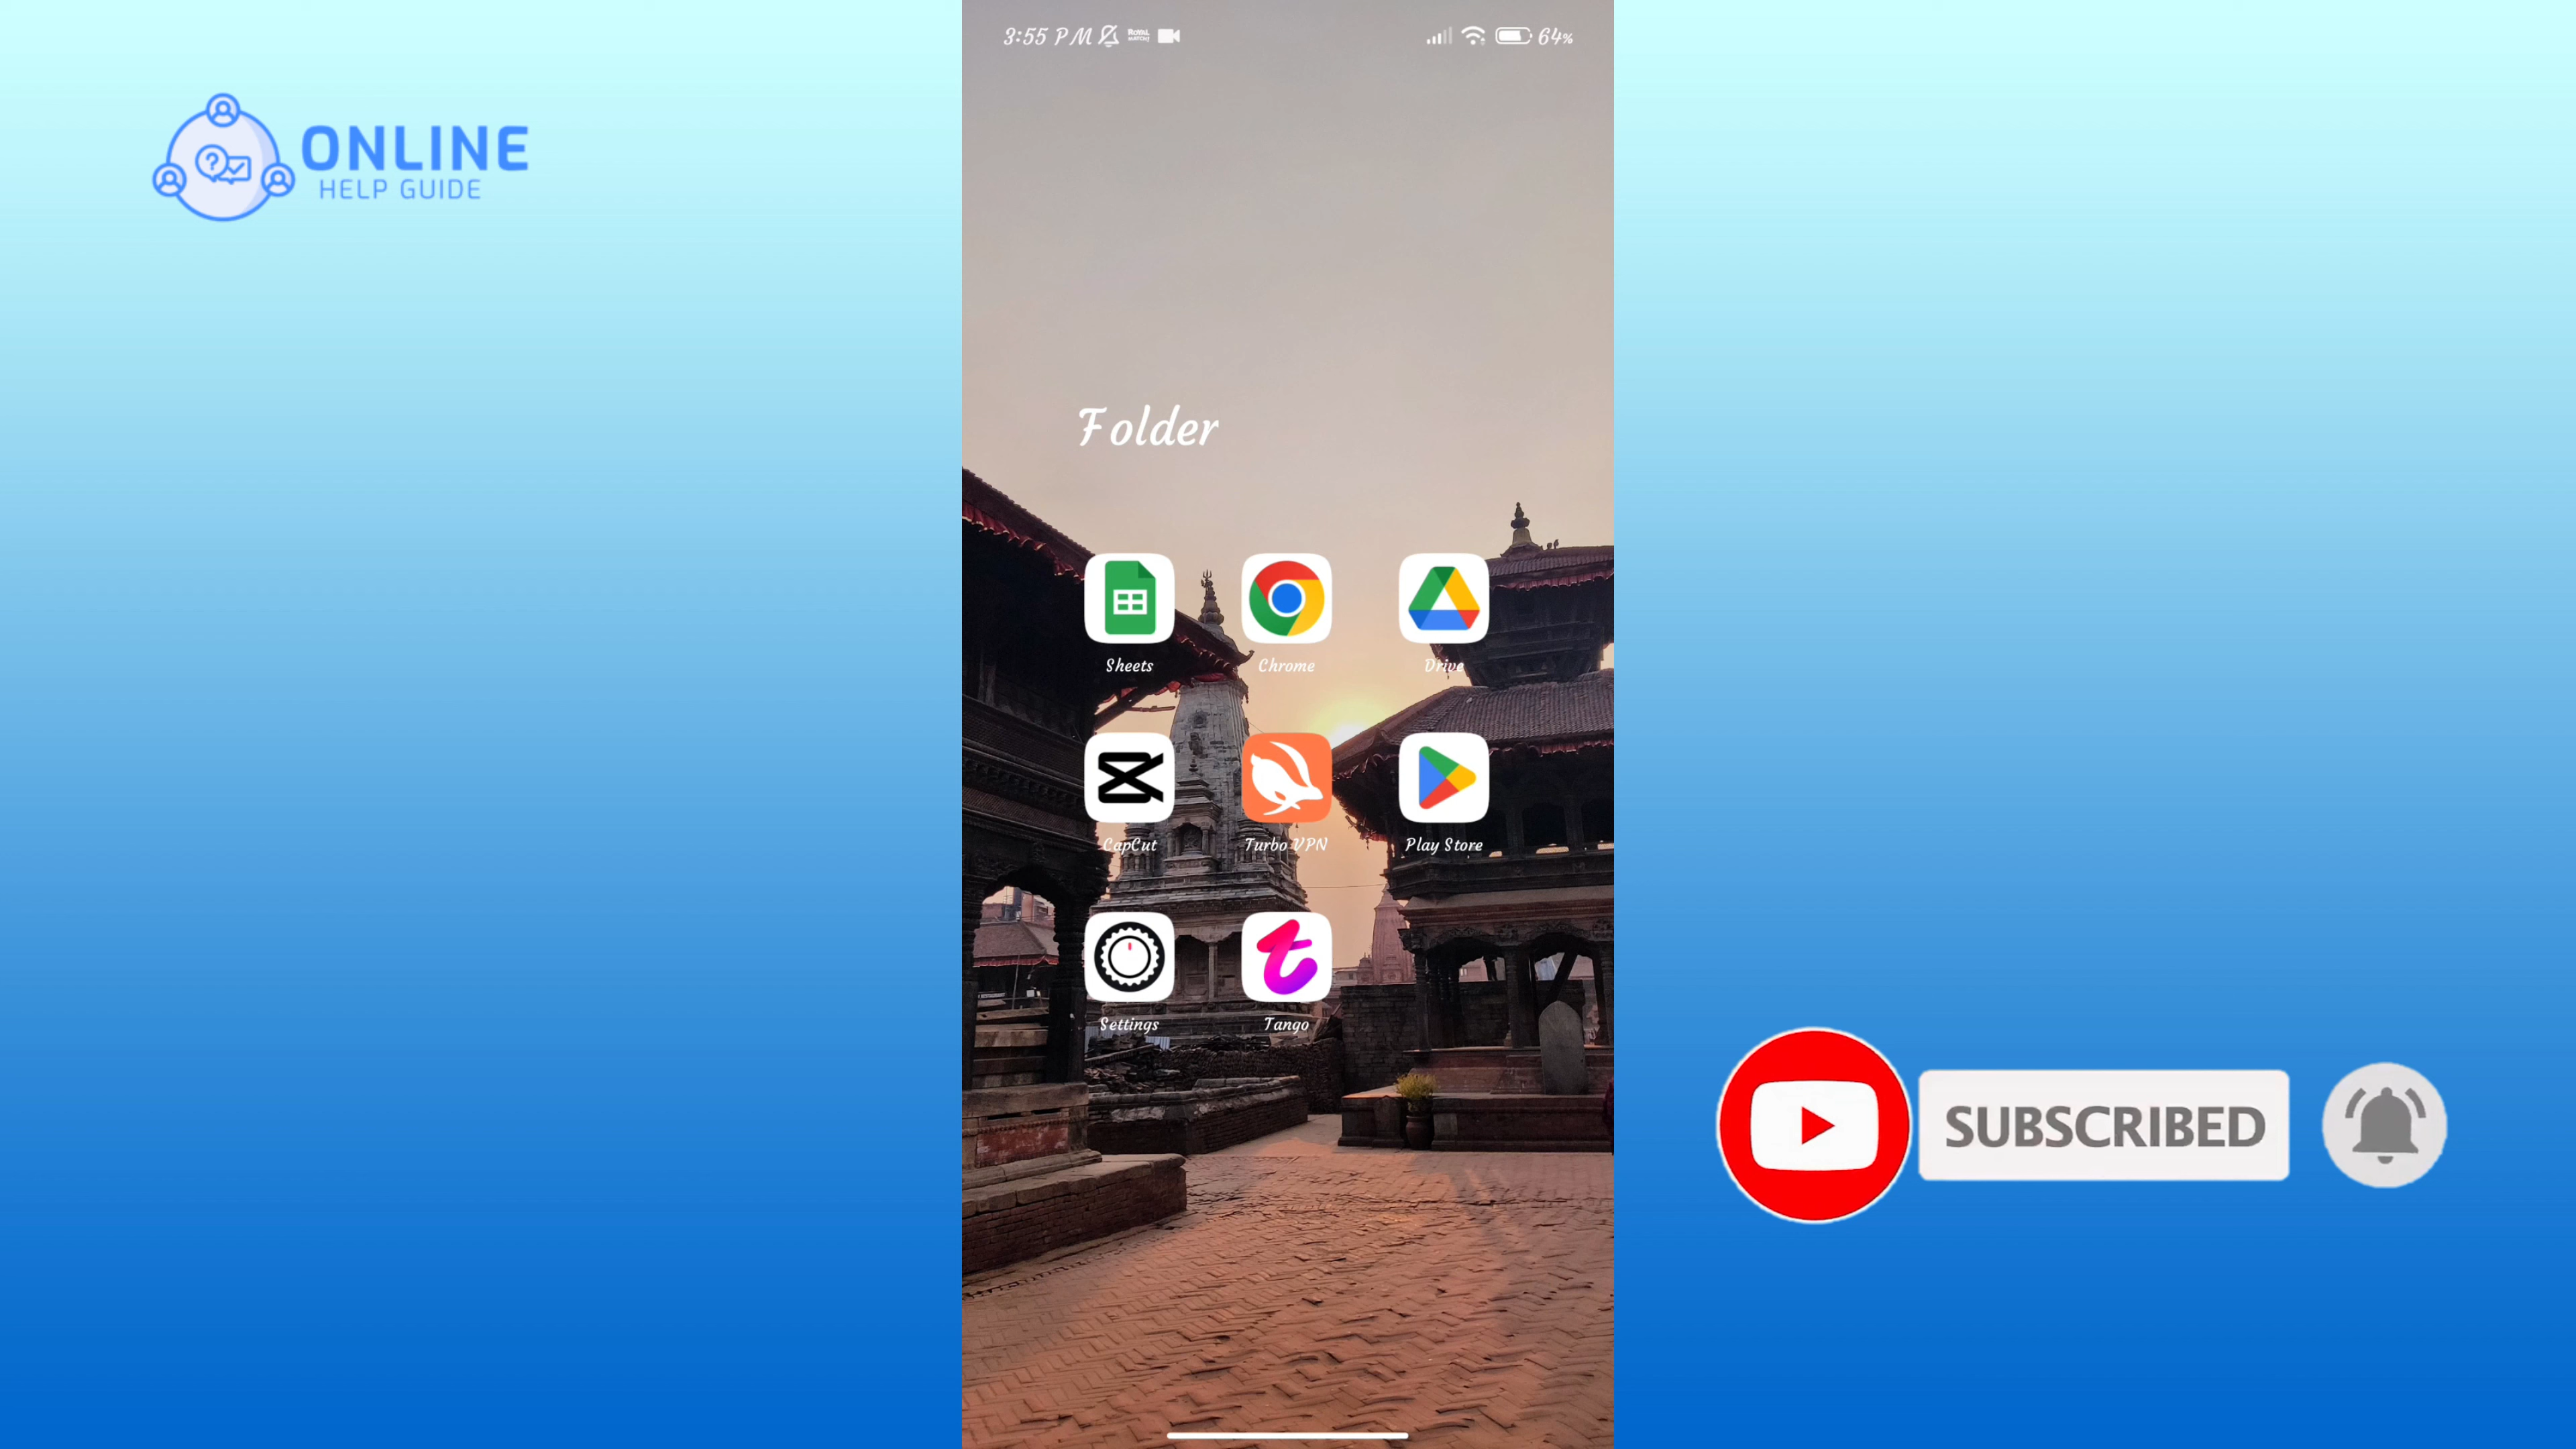 ONLINE
HELP GUIDE
3:55 PM
64%
Folder
Sheets
Chrome
Drive
CapCut
Turbo VPN
Play Store
Settings
Tango
SUBSCRIBED